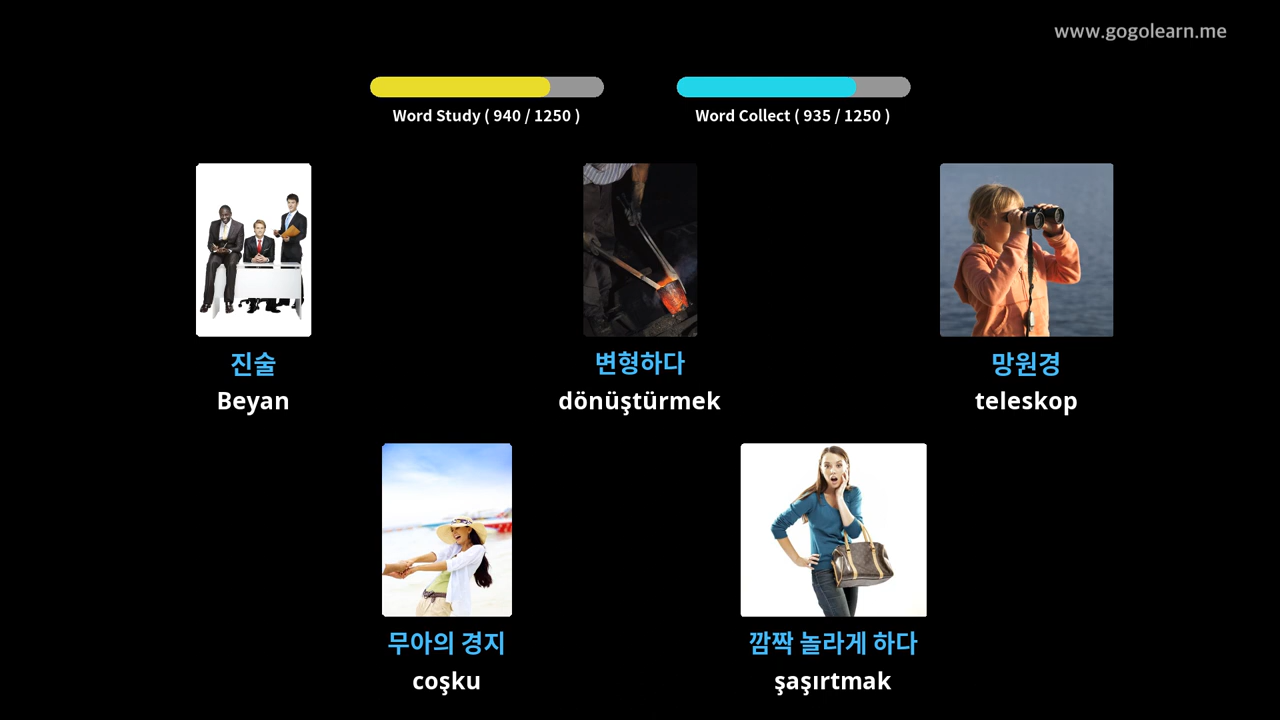 www.gogolearn.me
Word Study ( 940 / 1250 )
Word Collect ( 935 / 1250 )
진술
Beyan
변형하다
dönüştürmek
망원경
teleskop
무아의 경지
coşku
깜짝 놀라게 하다
şaşırtmak